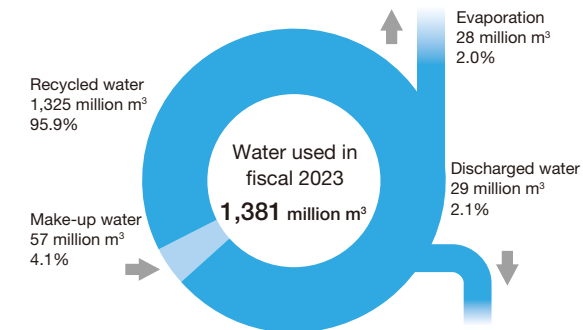 Evaporation
28 million m³
2.0%
Recycled water
1,325 million m³
95.9%
Water used in
fiscal 2023
1,381 million m³
Discharged water
29 million m³
2.1%
Make-up water
57 million m³
4.1%